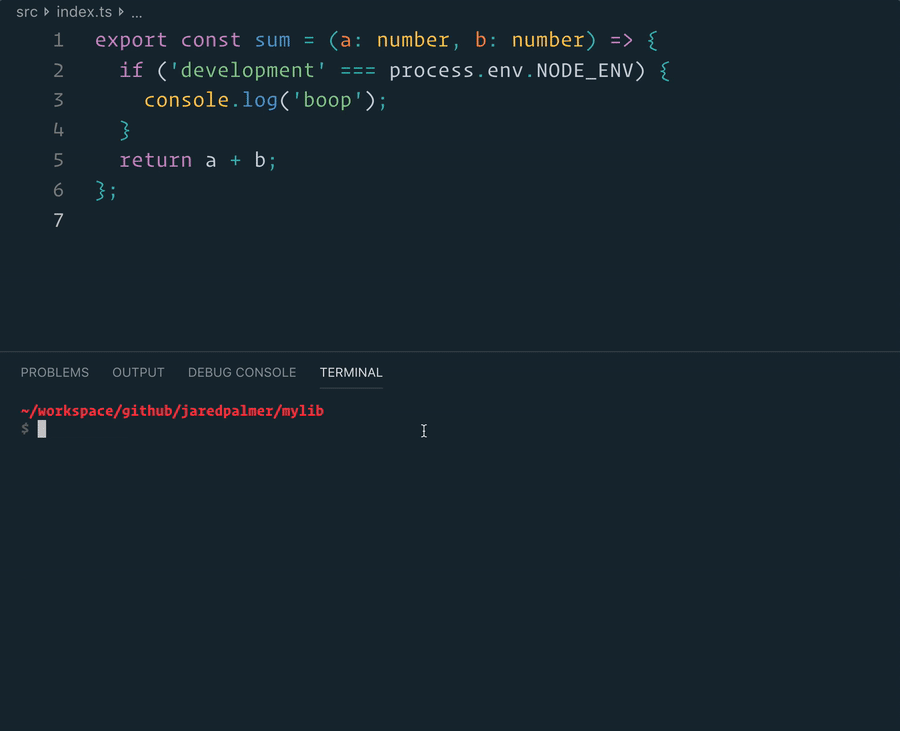 src ▸ index.ts ▸ ...
1 export const sum = (a: number, b: number) => {
2   if ('development' === process.env.NODE_ENV) {
3     console.log('boop');
4   }
5   return a + b;
6 };
7
PROBLEMS OUTPUT DEBUG CONSOLE TERMINAL
~/workspace/github/jaredpalmer/mylib
$